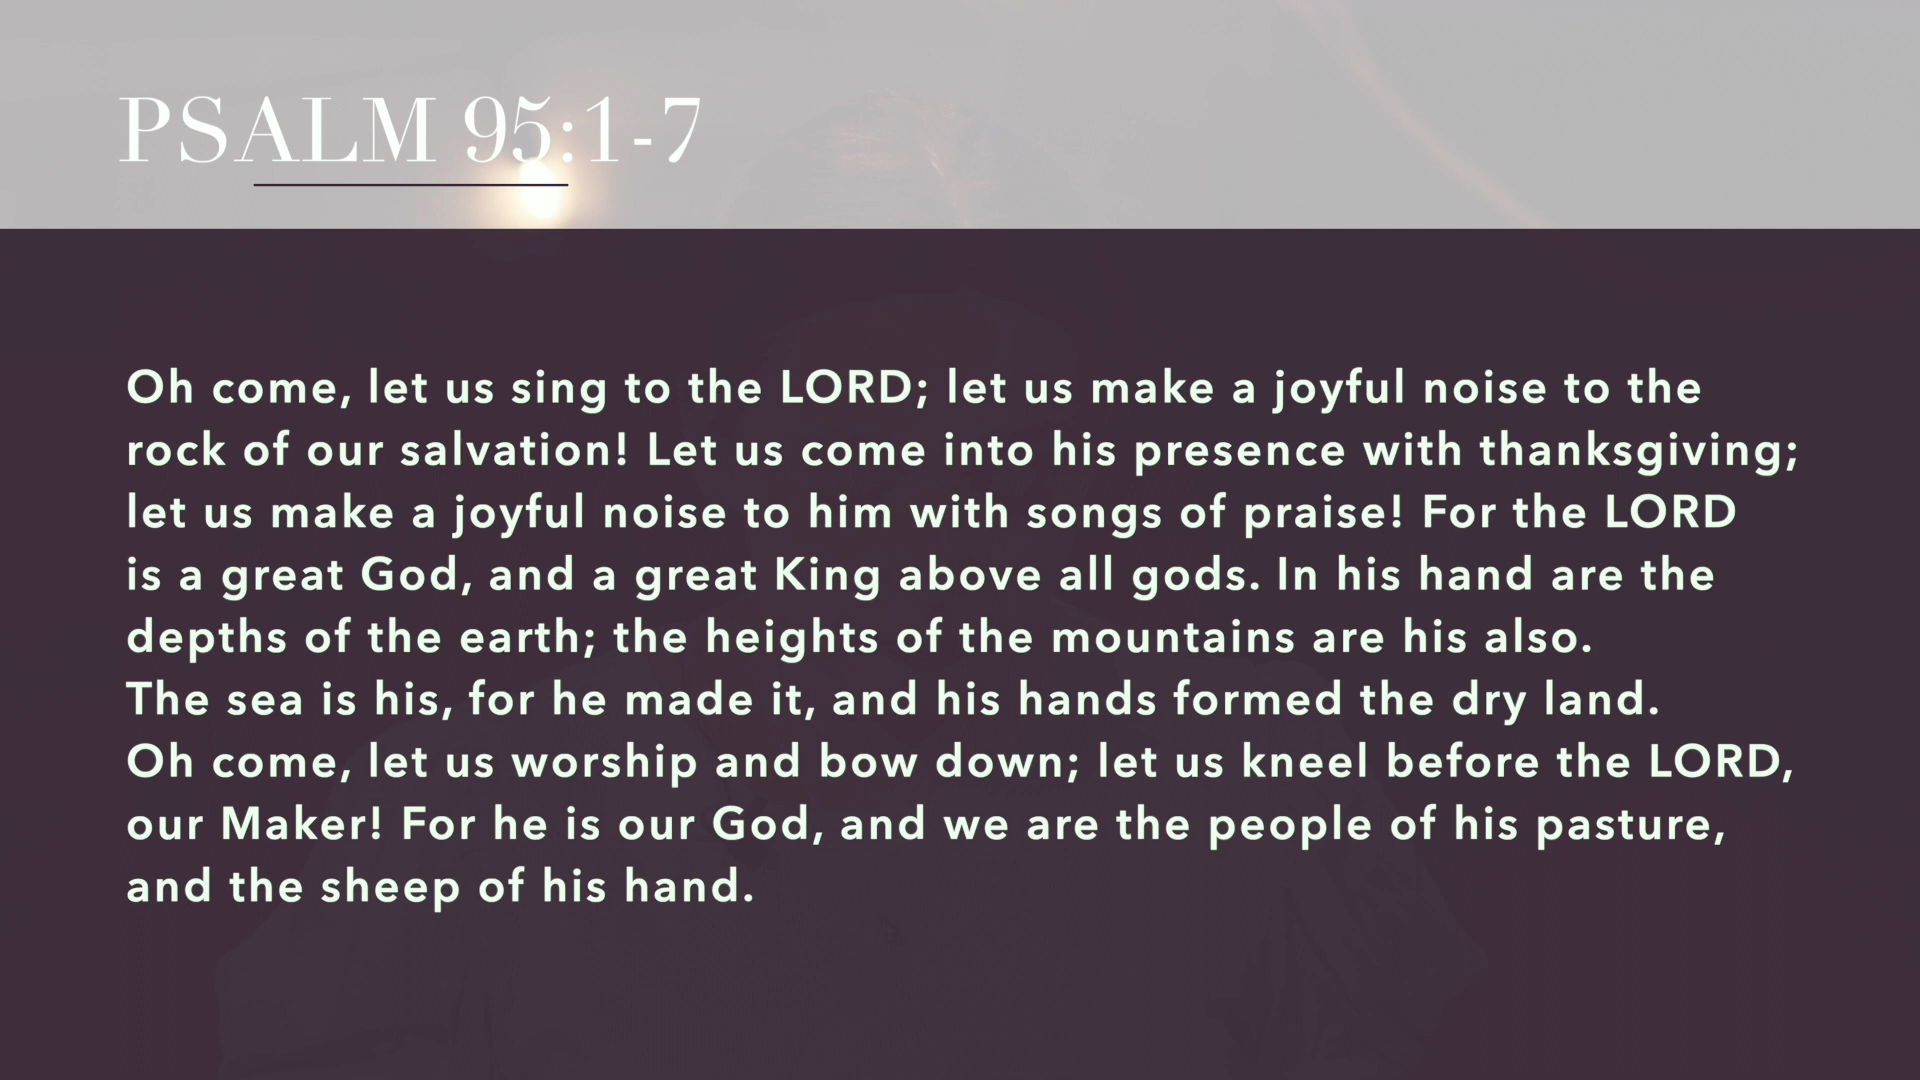 PSALM 95:1-7
Oh come, let us sing to the LORD; let us make a joyful noise to the
rock of our salvation! Let us come into his presence with thanksgiving;
let us make a joyful noise to him with songs of praise! For the LORD
is a great God, and a great King above all gods. In his hand are the
depths of the earth; the heights of the mountains are his also.
The sea is his, for he made it, and his hands formed the dry land.
Oh come, let us worship and bow down; let us kneel before the LORD,
our Maker! For he is our God, and we are the people of his pasture,
and the sheep of his hand.